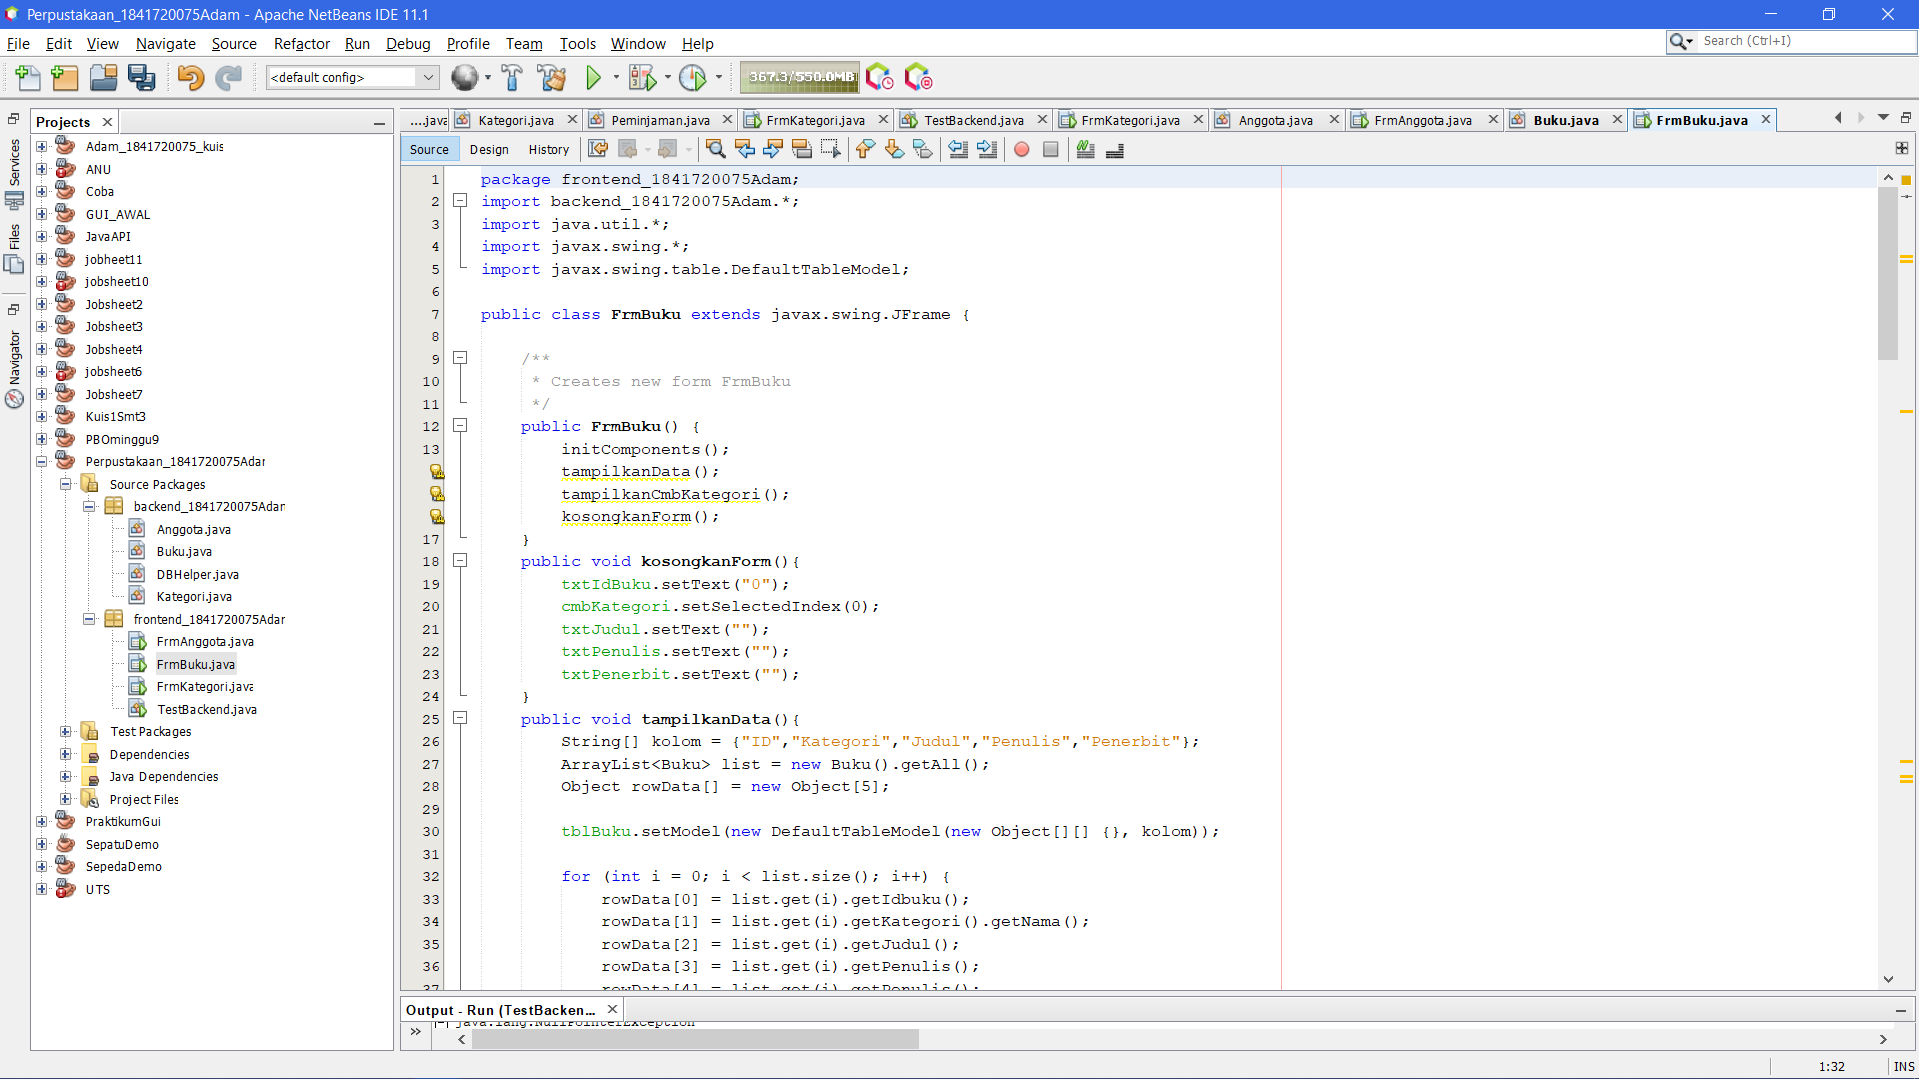 Perpustakaan_1841720075Adam - Apache NetBeans IDE 11.1
File Edit View Navigate Source Refactor Run Debug Profile Team Tools Window Help
Search (Ctrl+I)
<default config>
367.3/550.0MB
Projects
Services
Files
Navigator
Adam_1841720075_kuis
ANU
Coba
GUI_AWAL
JavaAPI
jobheet11
jobsheet10
Jobsheet2
Jobsheet3
Jobsheet4
jobsheet6
Jobsheet7
Kuis1Smt3
PBOminggu9
Perpustakaan_1841720075Adar
Source Packages
backend_1841720075Adan
Anggota.java
Buku.java
DBHelper.java
Kategori.java
frontend_1841720075Adar
FrmAnggota.java
FrmBuku.java
FrmKategori.java
TestBackend.java
Test Packages
Dependencies
Java Dependencies
Project Files
PraktikumGui
SepatuDemo
SepedaDemo
UTS
....java Kategori.java Peminjaman.java FrmKategori.java TestBackend.java FrmKategori.java Anggota.java FrmAnggota.java Buku.java FrmBuku.java
Source Design History
1 package frontend_1841720075Adam;
2 import backend_1841720075Adam.*;
3 import java.util.*;
4 import javax.swing.*;
5 import javax.swing.table.DefaultTableModel;
6
7 public class FrmBuku extends javax.swing.JFrame {
8
9 /**
10 * Creates new form FrmBuku
11 */
12 public FrmBuku() {
13 initComponents();
tampilkanData();
tampilkanCmbKategori();
kosongkanForm();
17 }
18 public void kosongkanForm(){
19 txtIdBuku.setText("0");
20 cmbKategori.setSelectedIndex(0);
21 txtJudul.setText("");
22 txtPenulis.setText("");
23 txtPenerbit.setText("");
24 }
25 public void tampilkanData(){
26 String[] kolom = {"ID","Kategori","Judul","Penulis","Penerbit"};
27 ArrayList<Buku> list = new Buku().getAll();
28 Object rowData[] = new Object[5];
29
30 tblBuku.setModel(new DefaultTableModel(new Object[][] {}, kolom));
31
32 for (int i = 0; i < list.size(); i++) {
33 rowData[0] = list.get(i).getIdbuku();
34 rowData[1] = list.get(i).getKategori().getNama();
35 rowData[2] = list.get(i).getJudul();
36 rowData[3] = list.get(i).getPenulis();
37 rowData[4] = list.get(i).getPenulis();
Output - Run (TestBacken...
java.lang.NullPointerException
1:32 INS